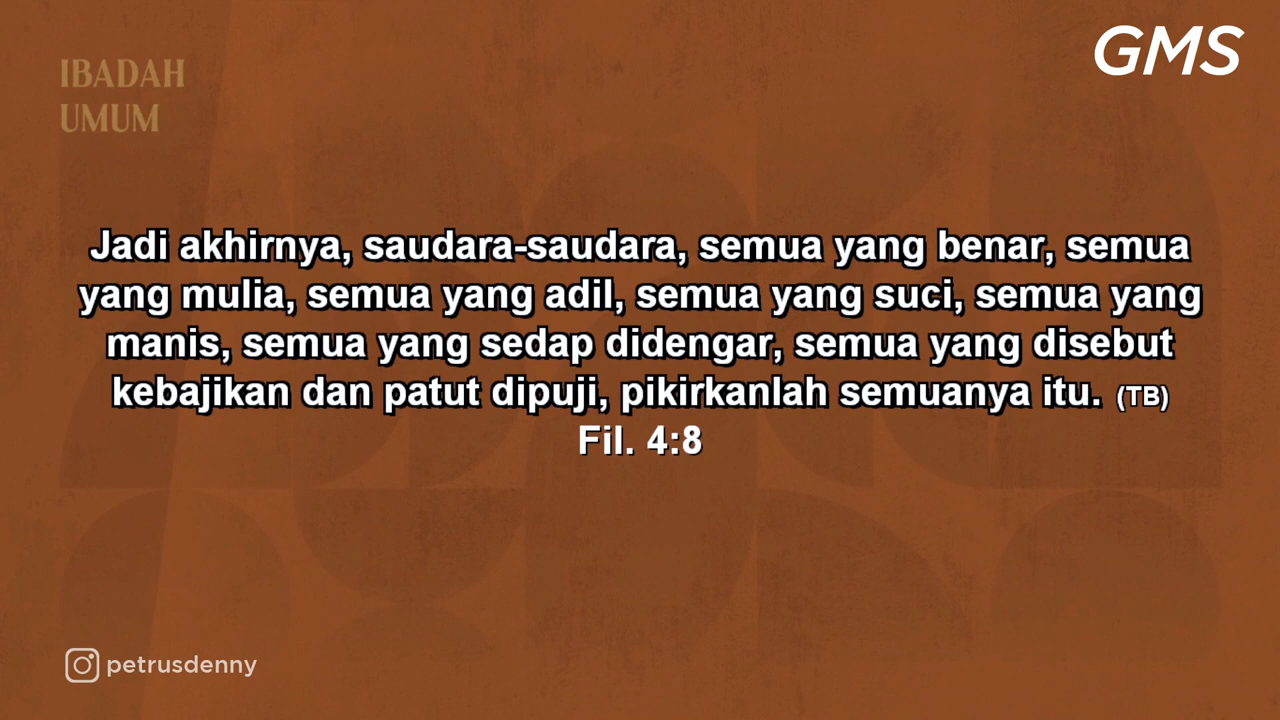 IBADAH
UMUM
GMS
Jadi akhirnya, saudara-saudara, semua yang benar, semua
yang mulia, semua yang adil, semua yang suci, semua yang
manis, semua yang sedap didengar, semua yang disebut
kebajikan dan patut dipuji, pikirkanlah semuanya itu. (TB)
Fil. 4:8
petrusdenny